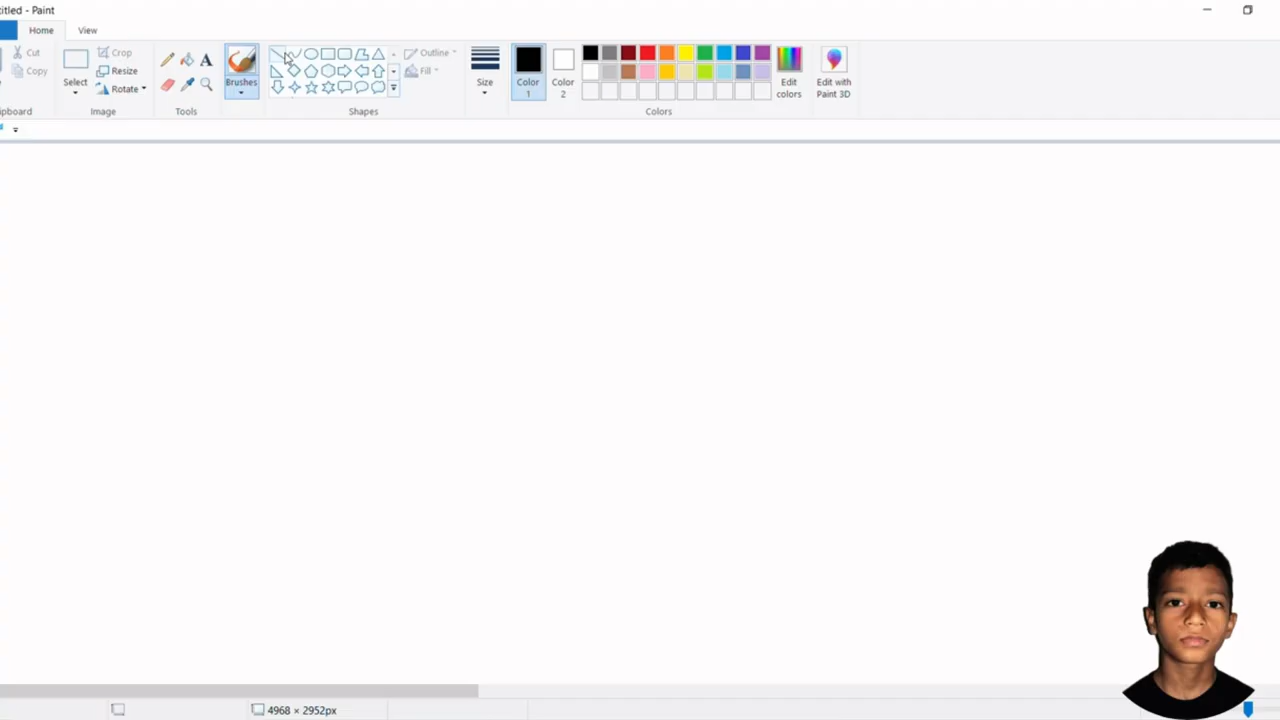 titled - Paint
Home View
Cut
Copy
ipboard
Select
Crop
Resize
Rotate
Image
A
Tools
Brushes
Shapes
Outline
Fill
Size
Color 1
Color 2
Colors
Edit colors
Edit with Paint 3D
4968 × 2952px